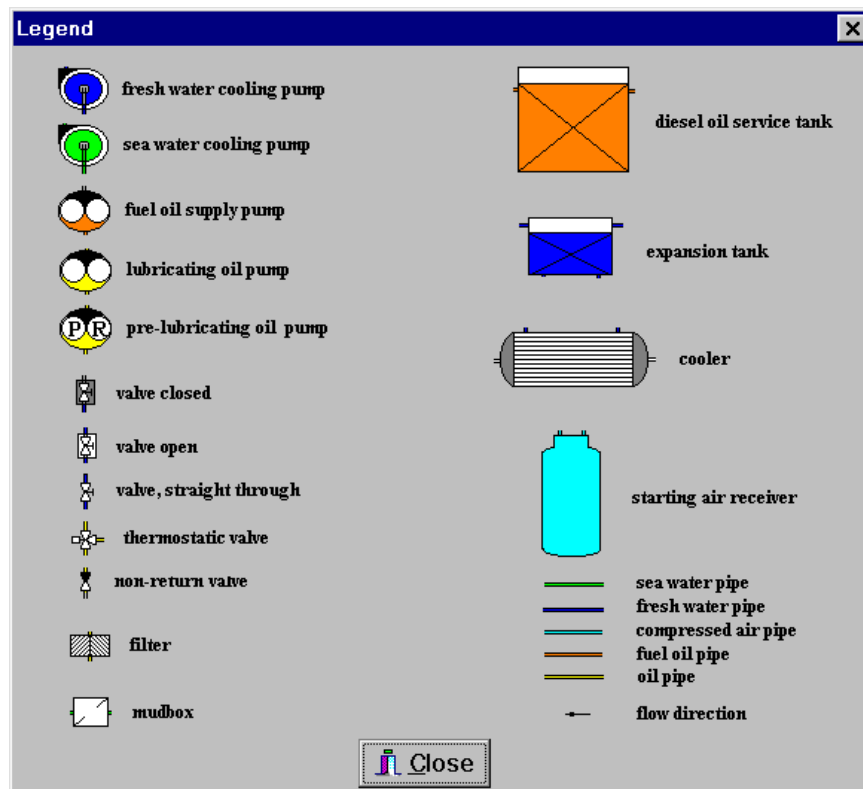 Legend
fresh water cooling pump
sea water cooling pump
fuel oil supply pump
lubricating oil pump
P R
pre-lubricating oil pump
valve closed
valve open
valve, straight through
thermostatic valve
non-return valve
filter
mudbox
diesel oil service tank
expansion tank
cooler
starting air receiver
sea water pipe
fresh water pipe
compressed air pipe
fuel oil pipe
oil pipe
flow direction
Close